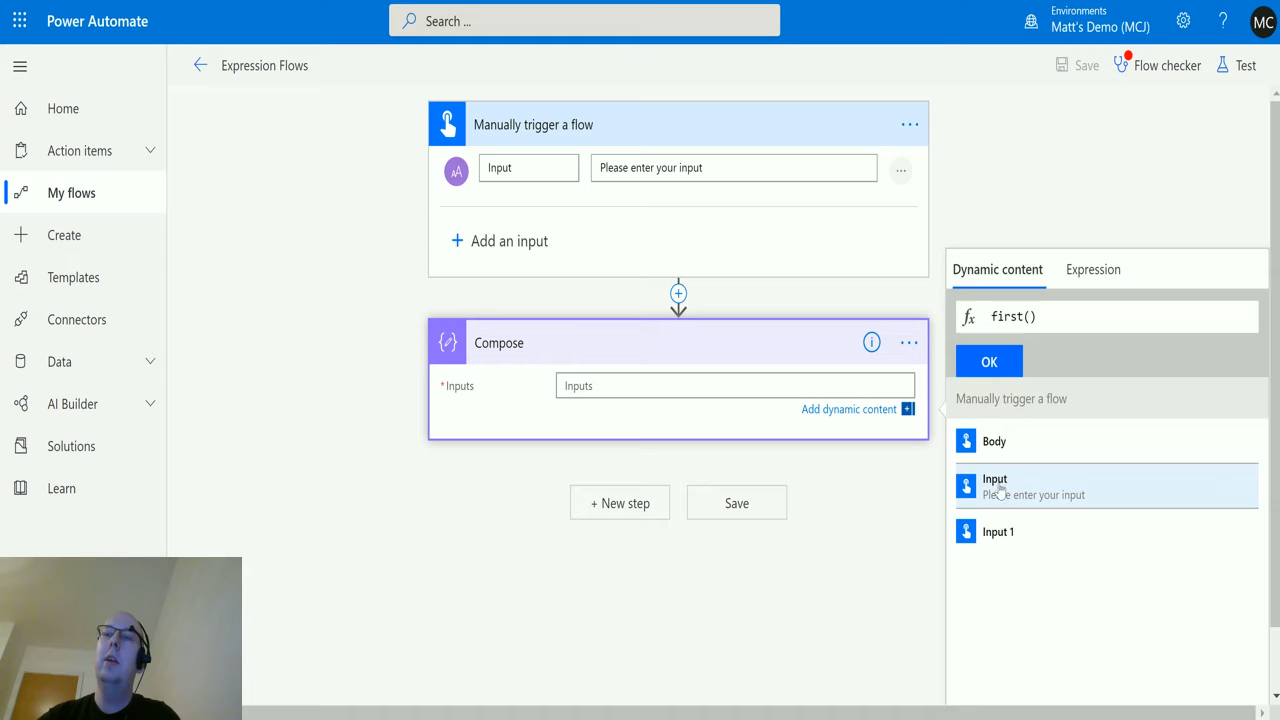 Power Automate
Search ...
Environments
Matt's Demo (MCJ)
?
MC
Expression Flows
Save
Flow checker
Test
Home
Action items
My flows
Create
Templates
Connectors
Data
AI Builder
Solutions
Learn
Manually trigger a flow
...
AA
Input
Please enter your input
...
+ Add an input
Compose
...
*Inputs
Inputs
Add dynamic content
+ New step
Save
Dynamic content
Expression
fx first()
OK
Manually trigger a flow
Body
Input
Please enter your input
Input 1